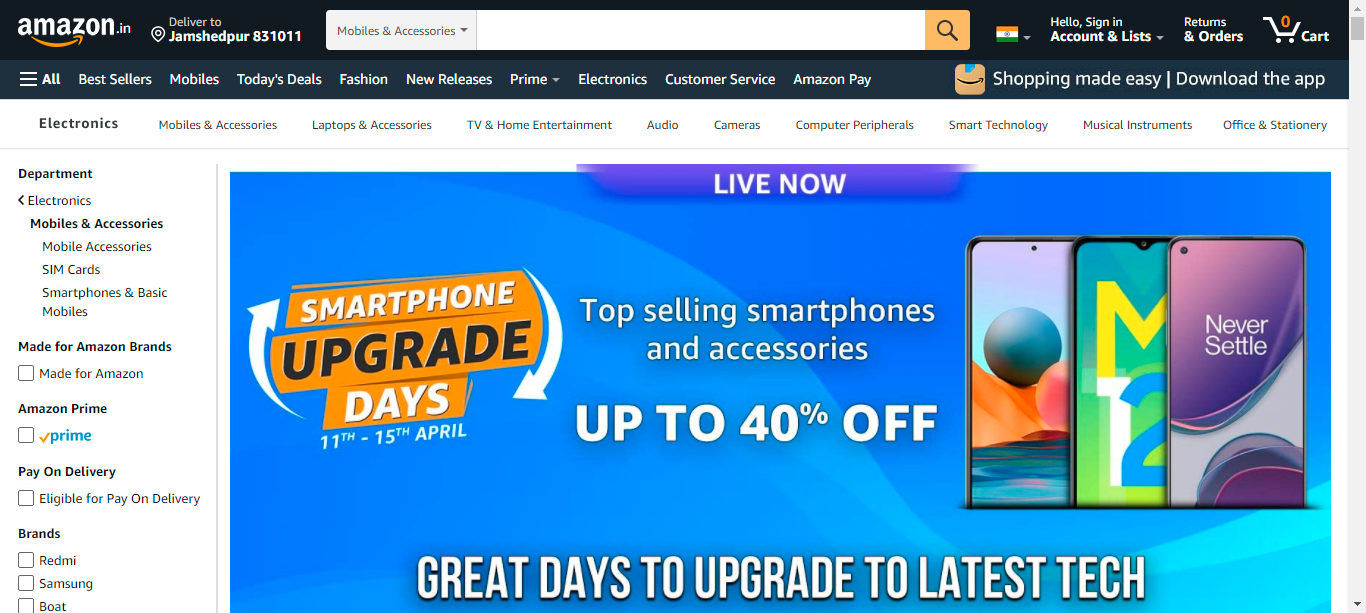 amazon.in
Deliver to
Jamshedpur 831011
Mobiles & Accessories
Hello, Sign in
Account & Lists
Returns
& Orders
0
Cart
All
Best Sellers
Mobiles
Today's Deals
Fashion
New Releases
Prime
Electronics
Customer Service
Amazon Pay
Shopping made easy | Download the app
Electronics
Mobiles & Accessories
Laptops & Accessories
TV & Home Entertainment
Audio
Cameras
Computer Peripherals
Smart Technology
Musical Instruments
Office & Stationery
Department
Electronics
Mobiles & Accessories
Mobile Accessories
SIM Cards
Smartphones & Basic
Mobiles
Made for Amazon Brands
Made for Amazon
Amazon Prime
prime
Pay On Delivery
Eligible for Pay On Delivery
Brands
Redmi
Samsung
Boat
LIVE NOW
SMARTPHONE
UPGRADE
DAYS
11TH - 15TH APRIL
Top selling smartphones
and accessories
UP TO 40% OFF
M
12
Never
Settle
GREAT DAYS TO UPGRADE TO LATEST TECH